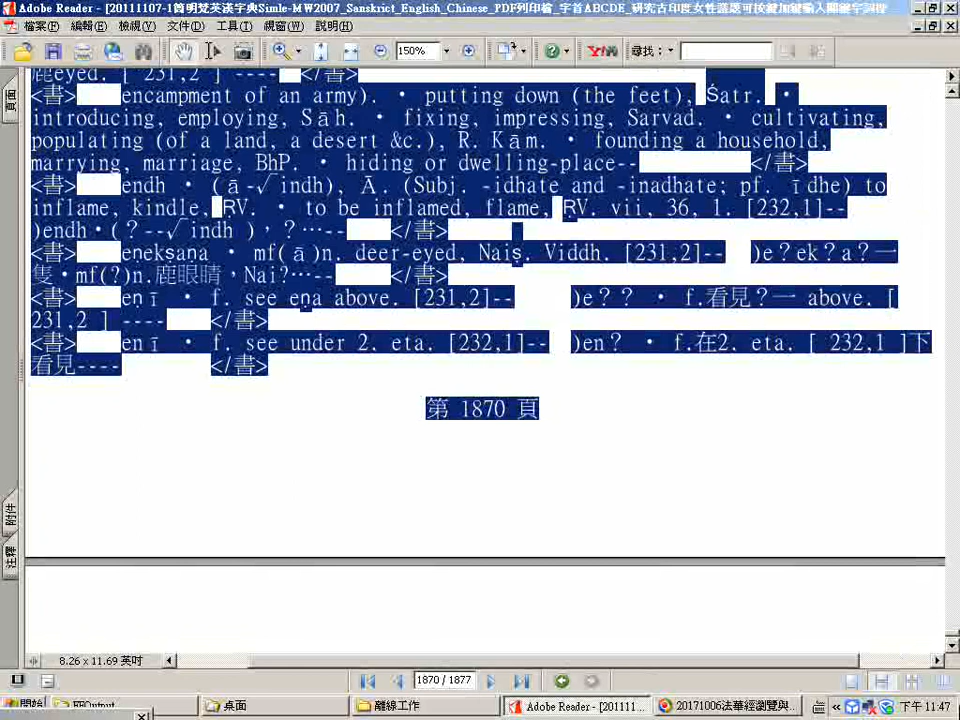 Adobe Reader - [20111107-1簡明梵英漢字典Simle-MW2007_Sanskrict_English_Chinese_PDF列印檔_字首ABCDE_研究古印度女性議題可按鍵加鍵輸入關鍵字詞搜
檔案(F) 編輯(E) 檢視(V) 文件(D) 工具(T) 視窗(W) 說明(H)
150% Y! 尋找:
頁面
鹿eyed. [ 231,2 ] ---- </書>
<書> encampment of an army). · putting down (the feet), Śatr. ·
introducing, employing, Sāh. · fixing, impressing, Sarvad. · cultivating,
populating (of a land, a desert &c.), R. Kām. · founding a household,
marrying, marriage, BhP. · hiding or dwelling-place-- </書>
<書> endh · (ā-√indh), Ā. (Subj. -idhate and -inadhate; pf. īdhe) to
inflame, kindle, RV. · to be inflamed, flame, RV. vii, 36, 1. [232,1]--
)endh·(?--√indh ),?…-- </書>
<書> eṇekṣaṇa · mf(ā)n. deer-eyed, Naiṣ. Viddh. [231,2]-- )e?ek?a?一
隻·mf(?)n.鹿眼睛,Nai?…-- </書>
<書> eṇī · f. see eṇa above. [231,2]-- )e?? · f.看見?一 above. [
231,2 ] ---- </書>
<書> enī · f. see under 2. eta. [232,1]-- )en? · f.在2. eta. [ 232,1 ]下
看見---- </書>
第 1870 頁
附件
注釋
8.26 x 11.69 英吋
1870 / 1877
開始 桌面 離線工作 Adobe Reader - [201111... 20171006法華經瀏覽與... 下午 11:47